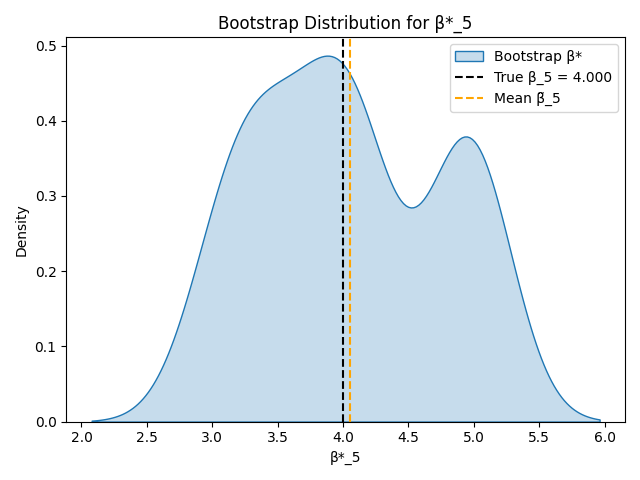 Bootstrap Distribution for β*_5
Bootstrap β*
True β_5 = 4.000
Mean β̂_5
Density
0.5
0.4
0.3
0.2
0.1
0.0
2.0 2.5 3.0 3.5 4.0 4.5 5.0 5.5 6.0
β*_5